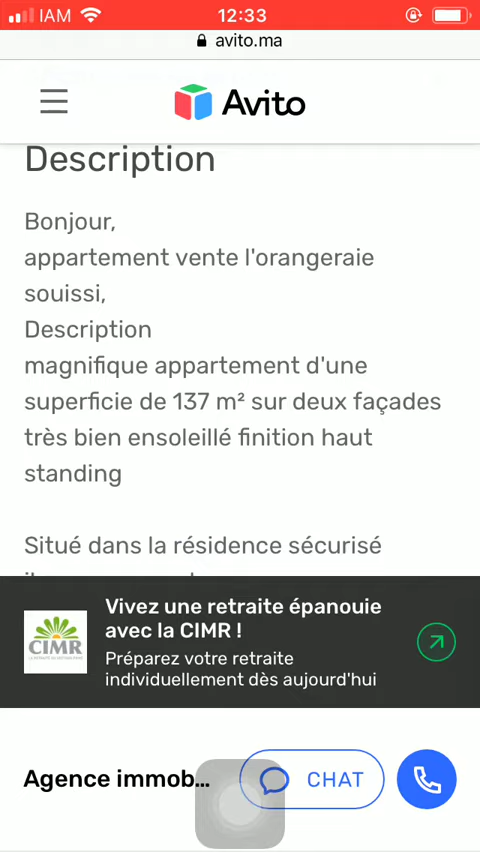 IAM 12:33
avito.ma
Avito
Description
Bonjour,
appartement vente l'orangeraie
souissi,
Description
magnifique appartement d'une
superficie de 137 m² sur deux façades
très bien ensoleillé finition haut
standing
Situé dans la résidence sécurisé
CIMR
Vivez une retraite épanouie
avec la CIMR !
Préparez votre retraite
individuellement dès aujourd'hui
Agence immob...
CHAT